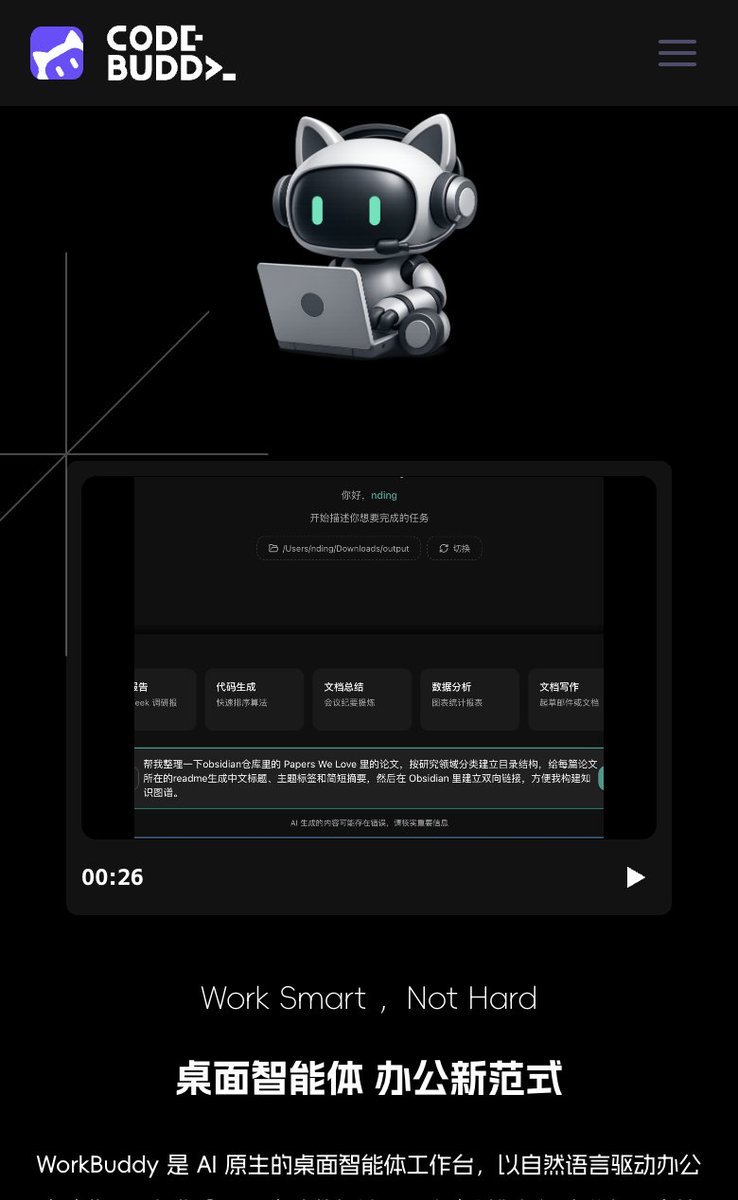 CODE-
BUDDY_
你好，nding
开始描述你想要完成的任务
/Users/nding/Downloads/output
切换
报告
eek 调研报
代码生成
快速排序算法
文档总结
会议纪要提炼
数据分析
图表统计报表
文档写作
起草邮件或文档
帮我整理一下obsidian仓库里的 Papers We Love 里的论文，按研究领域分类建立目录结构，给每篇论文
所在的readme生成中文标题、主题标签和简短摘要，然后在 Obsidian 里建立双向链接，方便我构建知
识图谱。
AI 生成的内容可能存在错误，请核实重要信息
00:26
Work Smart ，Not Hard
桌面智能体 办公新范式
WorkBuddy 是 AI 原生的桌面智能体工作台，以自然语言驱动办公